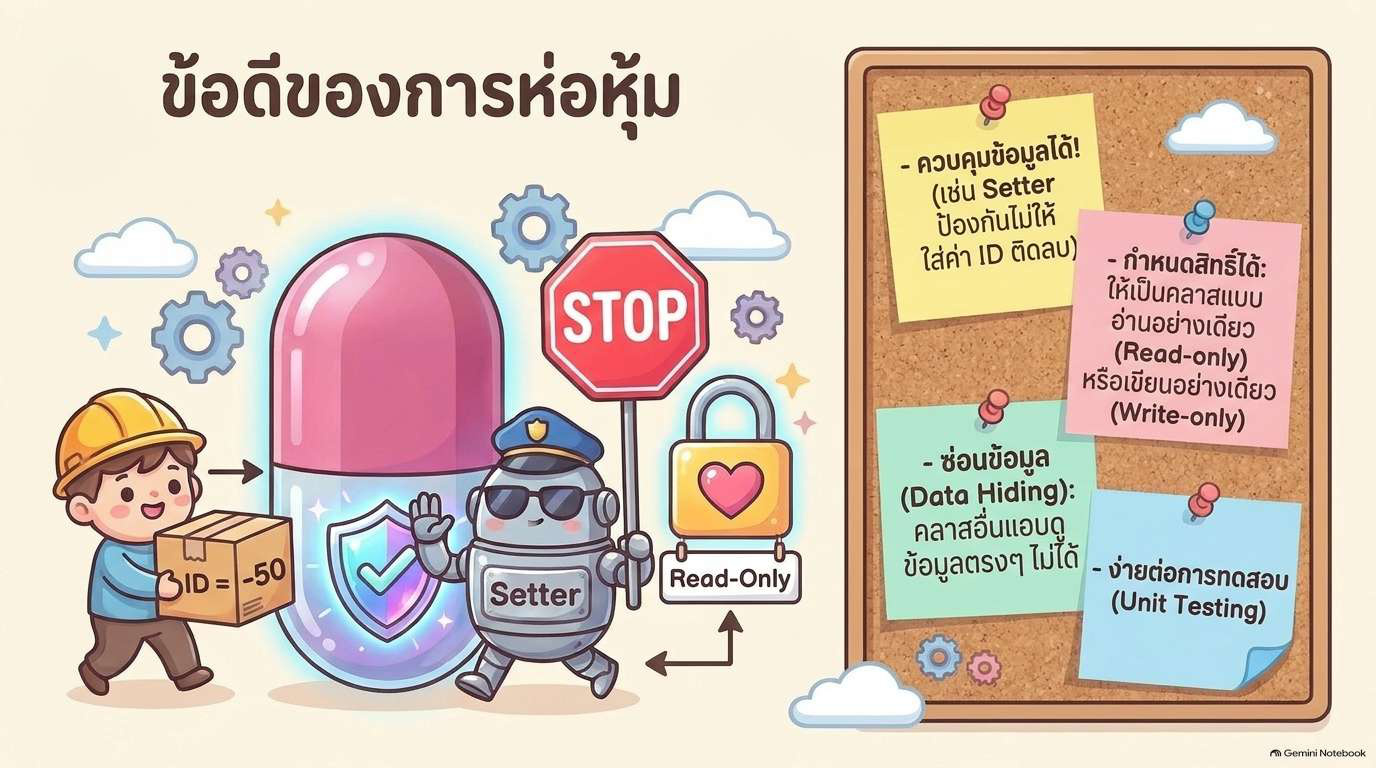 ข้อดีของการห่อหุ้ม
STOP
ID = -50
Setter
Read-Only
- ควบคุมข้อมูลได้!
(เช่น Setter
ป้องกันไม่ให้
ใส่ค่า ID ติดลบ)
- กำหนดสิทธิ์ได้:
ให้เป็นคลาสแบบ
อ่านอย่างเดียว
(Read-only)
หรือเขียนอย่างเดียว
(Write-only)
- ซ่อนข้อมูล
(Data Hiding):
คลาสอื่นแอบดู
ข้อมูลตรงๆ ไม่ได้
- ง่ายต่อการทดสอบ
(Unit Testing)
Gemini Notebook